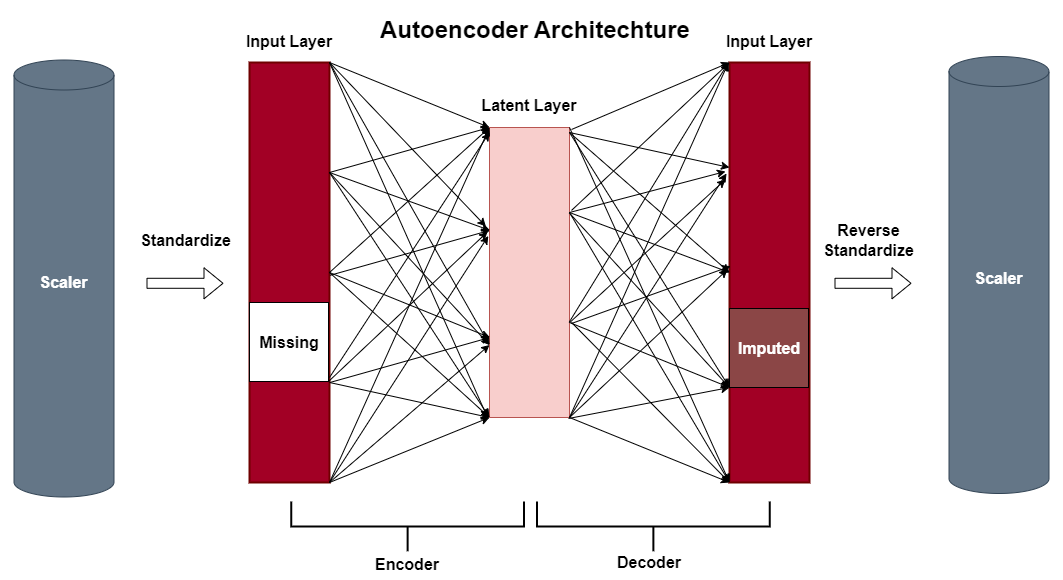 Autoencoder Architechture
Input Layer
Input Layer
Latent Layer
Standardize
Reverse
Standardize
Scaler
Scaler
Missing
Imputed
Encoder
Decoder